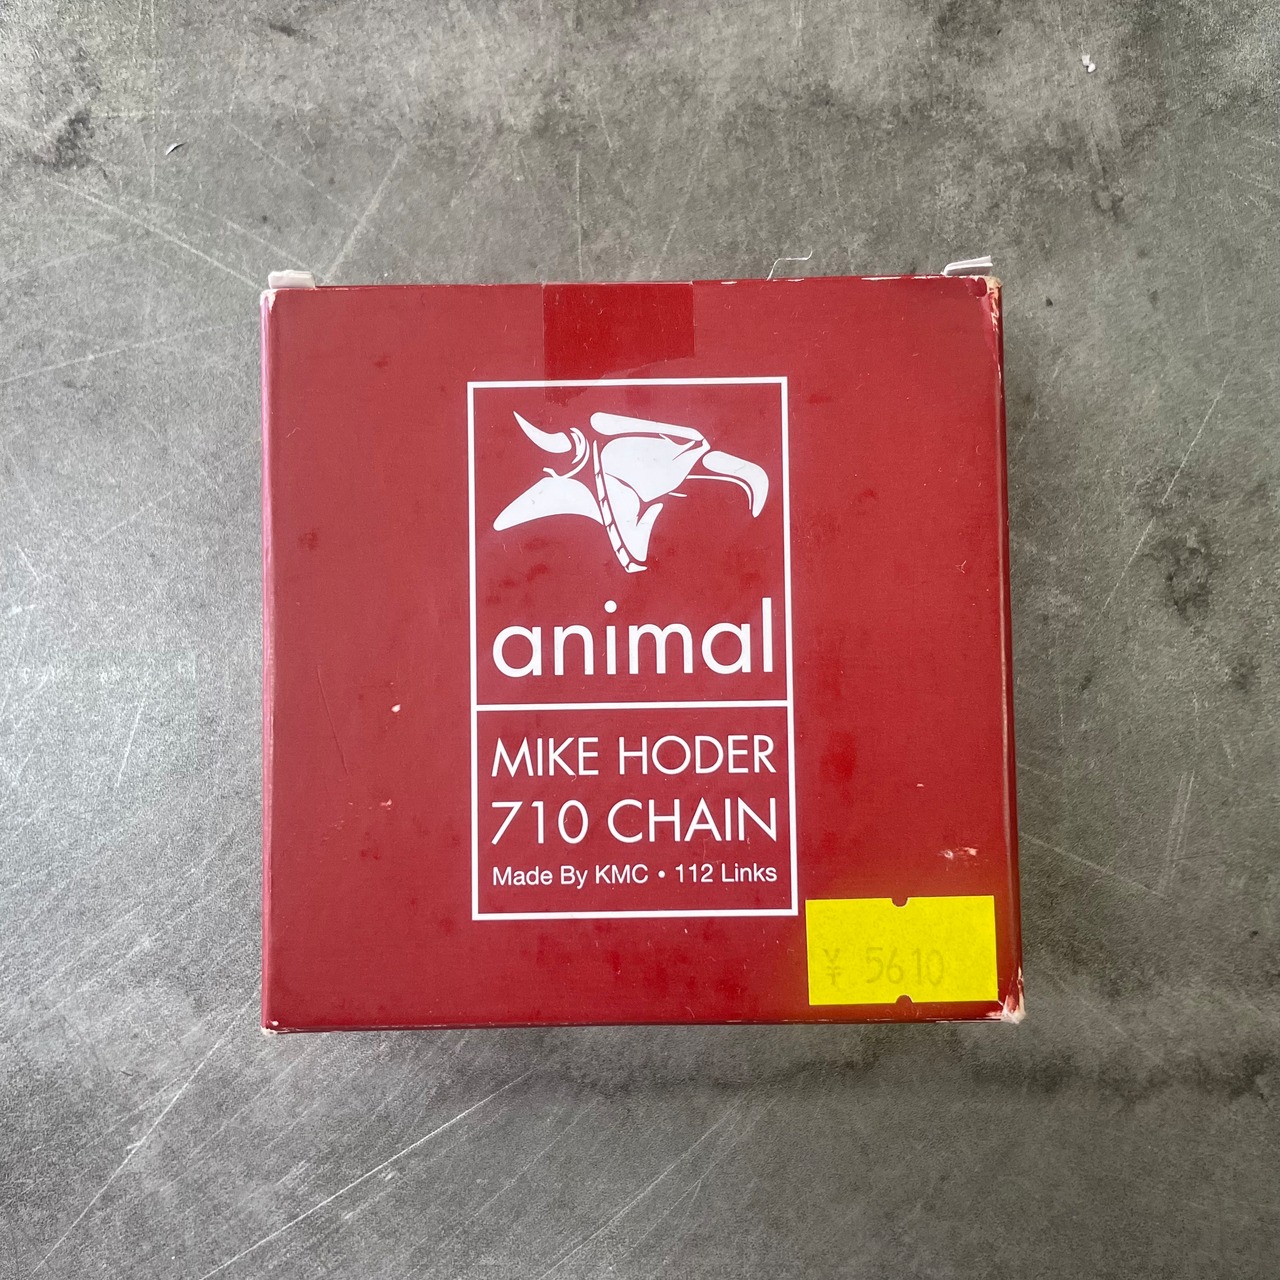 animal
MIKE HODER
710 CHAIN
Made By KMC • 112 Links
¥ 5610